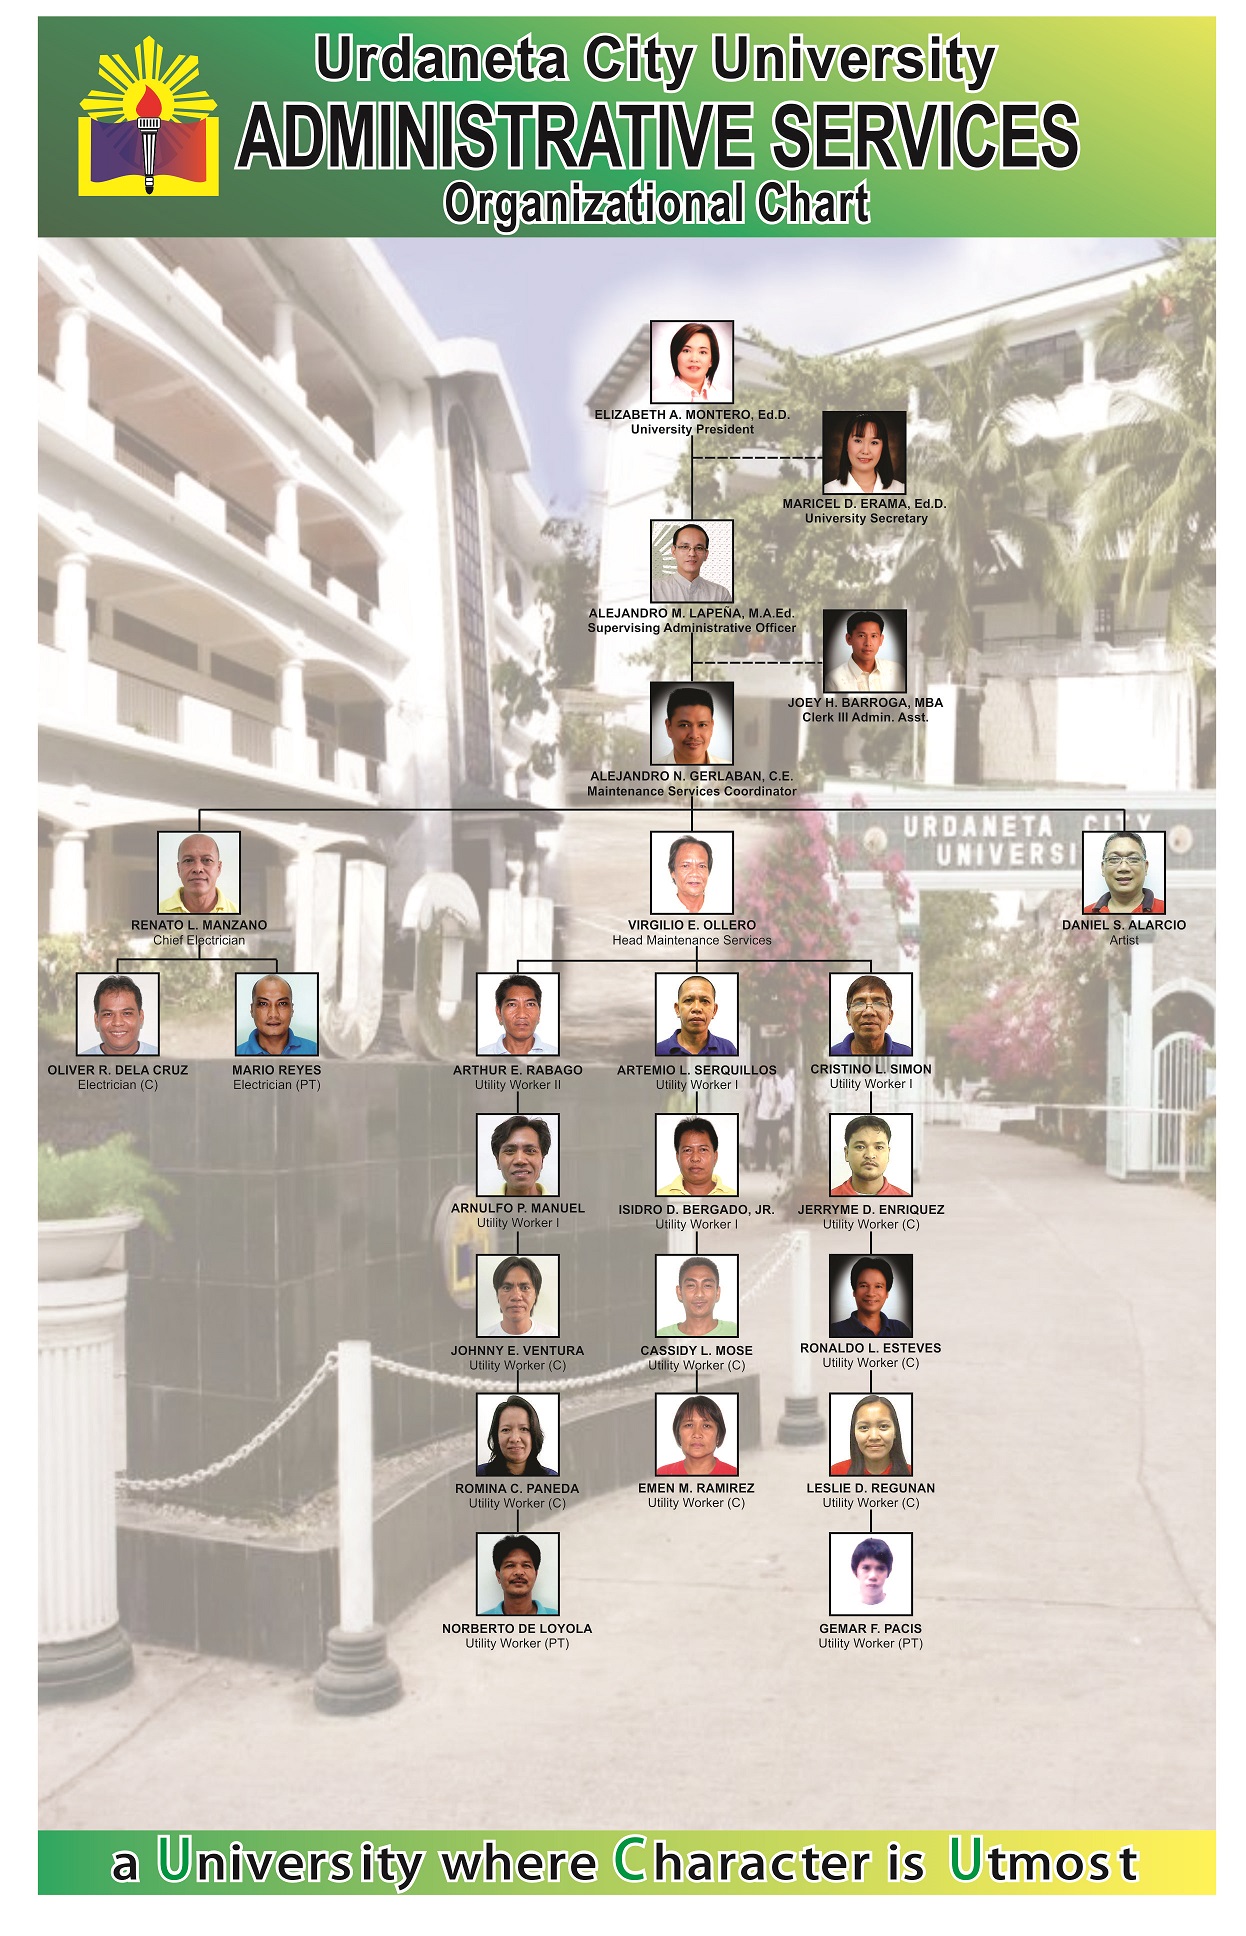 Urdaneta City University
ADMINISTRATIVE SERVICES
Organizational Chart
ELIZABETH A. MONTERO, Ed.D.
University President
MARICEL D. ERAMA, Ed.D.
University Secretary
ALEJANDRO M. LAPEÑA, M.A.Ed.
Supervising Administrative Officer
JOEY H. BARROGA, MBA
Clerk III Admin. Asst.
ALEJANDRO N. GERLABAN, C.E.
Maintenance Services Coordinator
URDANETA CITY
UNIVERSI
UCU
RENATO L. MANZANO
Chief Electrician
VIRGILIO E. OLLERO
Head Maintenance Services
DANIEL S. ALARCIO
Artist
OLIVER R. DELA CRUZ
Electrician (C)
MARIO REYES
Electrician (PT)
ARTHUR E. RABAGO
Utility Worker II
ARTEMIO L. SERQUILLOS
Utility Worker I
CRISTINO L. SIMON
Utility Worker I
ARNULFO P. MANUEL
Utility Worker I
ISIDRO D. BERGADO, JR.
Utility Worker I
JERRYME D. ENRIQUEZ
Utility Worker (C)
JOHNNY E. VENTURA
Utility Worker (C)
CASSIDY L. MOSE
Utility Worker (C)
RONALDO L. ESTEVES
Utility Worker (C)
ROMINA C. PANEDA
Utility Worker (C)
EMEN M. RAMIREZ
Utility Worker (C)
LESLIE D. REGUNAN
Utility Worker (C)
NORBERTO DE LOYOLA
Utility Worker (PT)
GEMAR F. PACIS
Utility Worker (PT)
a University where Character is Utmost